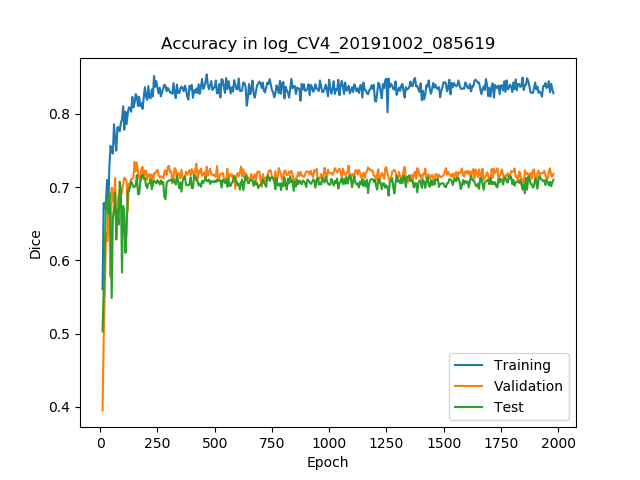 Accuracy in log_CV4_20191002_085619
0.8
0.7
0.6
0.5
0.4
Dice
0 250 500 750 1000 1250 1500 1750 2000
Epoch
Training
Validation
Test